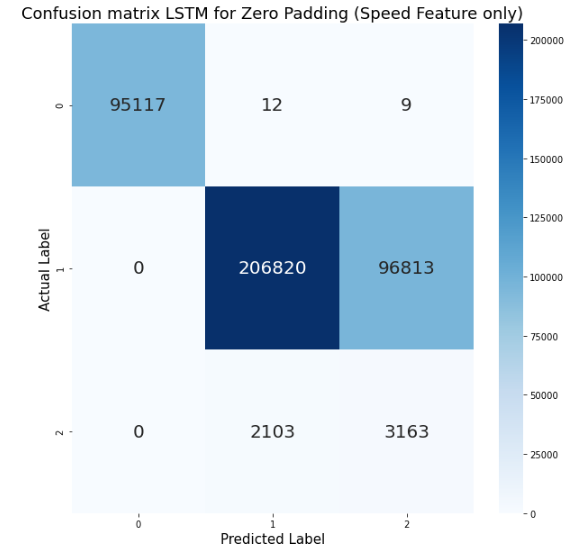 Confusion matrix LSTM for Zero Padding (Speed Feature only)
200000
95117 12 9
0
175000
150000
125000
Actual Label
0 206820 96813
1
100000
75000
50000
0 2103 3163
2
25000
0
0 1 2
Predicted Label